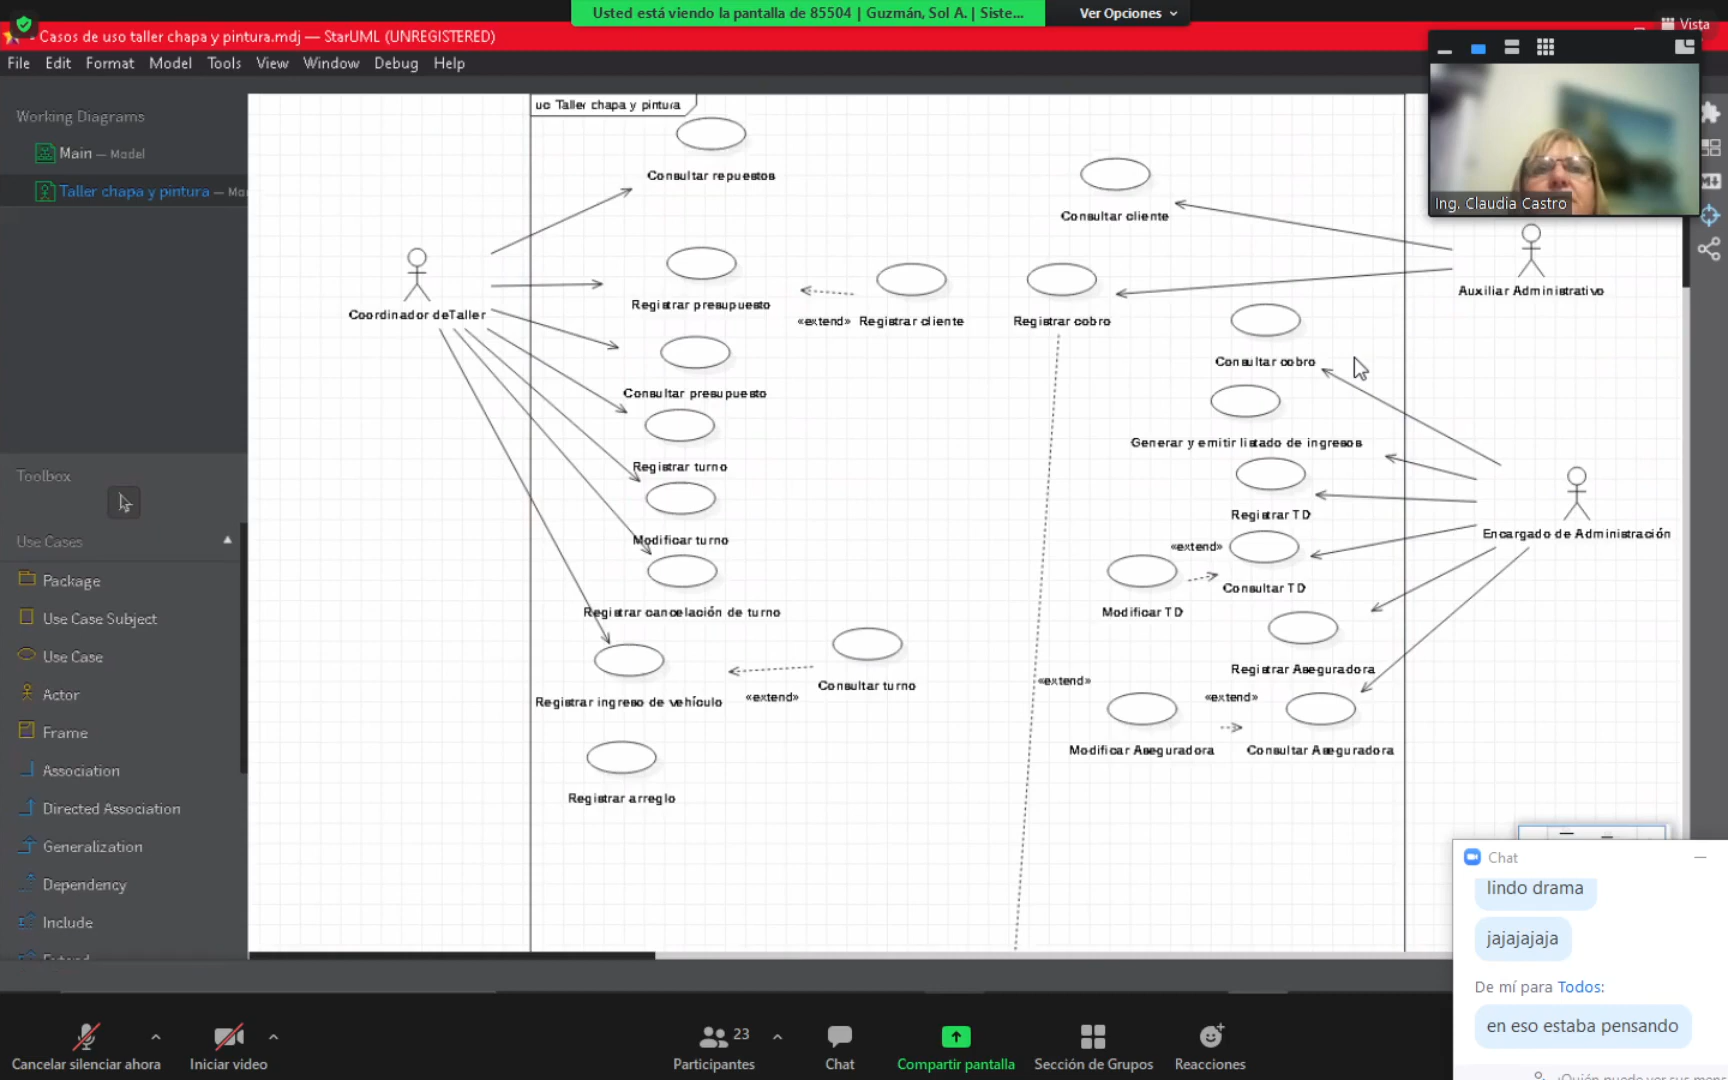 Usted está viendo la pantalla de 85504 | Guzmán, Sol A. | Siste...
Ver Opciones
Vista
Casos de uso taller chapa y pintura.mdj — StarUML (UNREGISTERED)
File Edit Format Model Tools View Window Debug Help
Ing. Claudia Castro
Working Diagrams
Main — Model
Taller chapa y pintura — Mo
Toolbox
Use Cases
Package
Use Case Subject
Use Case
Actor
Frame
Association
Directed Association
Generalization
Dependency
Include
uc Taller chapa y pintura
Consultar repuestos
Consultar cliente
Coordinador deTaller
Auxiliar Administrativo
Registrar presupuesto
«extend»
Registrar cliente
Registrar cobro
Consultar cobro
Consultar presupuesto
Generar y emitir listado de ingresos
Registrar turno
Registrar TD
Encargado de Administración
Modificar turno
«extend»
Consultar TD
Modificar TD
Registrar cancelación de turno
Registrar Aseguradora
«extend»
Consultar turno
Registrar ingreso de vehículo
«extend»
«extend»
Modificar Aseguradora
Consultar Aseguradora
Registrar arreglo
Chat
lindo drama
jajajajaja
De mí para Todos:
en eso estaba pensando
Cancelar silenciar ahora
Iniciar video
23
Participantes
Chat
Compartir pantalla
Sección de Grupos
Reacciones